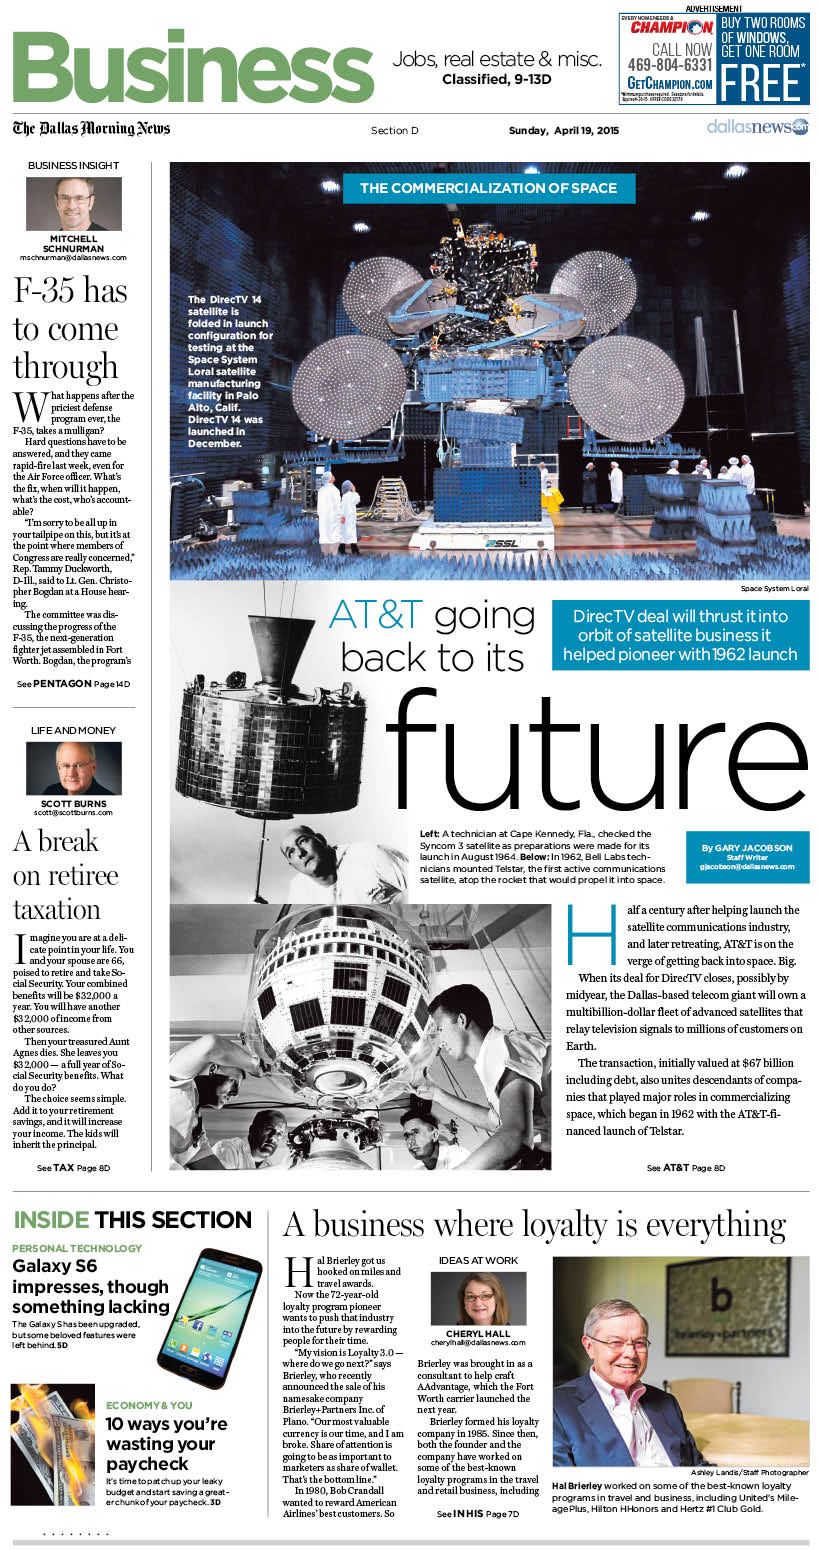 ADVERTISEMENT
Business
Jobs, real estate & misc.
Classified, 9-13D
EVERY HOME NEEDS A
CHAMPION
CALL NOW
469-804-6331
GETCHAMPION.COM
BUY TWO ROOMS
OF WINDOWS,
GET ONE ROOM
FREE*
The Dallas Morning News
Section D
Sunday, April 19, 2015
dallasnews.com
BUSINESS INSIGHT
MITCHELL
SCHNURMAN
mschnurman@dallasnews.com
F-35 has
to come
through
What happens after the
priciest defense
program ever, the
F-35, takes a mulligan?
Hard questions have to be
answered, and they came
rapid-fire last week, even for
the Air Force officer. What's
the fix, when will it happen,
what's the cost, who's account-
able?
"I'm sorry to be all up in
your tailpipe on this, but it's at
the point where members of
Congress are really concerned,"
Rep. Tammy Duckworth,
D-Ill., said to Lt. Gen. Christo-
pher Bogdan at a House hear-
ing.
The committee was dis-
cussing the progress of the
F-35, the next-generation
fighter jet assembled in Fort
Worth. Bogdan, the program's
See PENTAGON Page 14D
LIFE AND MONEY
SCOTT BURNS
scott@scottburns.com
A break
on retiree
taxation
Imagine you are at a deli-
cate point in your life. You
and your spouse are 66,
poised to retire and take So-
cial Security. Your combined
benefits will be $32,000 a
year. You will have another
$32,000 of income from
other sources.
Then your treasured Aunt
Agnes dies. She leaves you
$32,000 — a full year of So-
cial Security benefits. What
do you do?
The choice seems simple.
Add it to your retirement
savings, and it will increase
your income. The kids will
inherit the principal.
See TAX Page 8D
THE COMMERCIALIZATION OF SPACE
The DirecTV 14
satellite is
folded in launch
configuration for
testing at the
Space System
Loral satellite
manufacturing
facility in Palo
Alto, Calif.
DirecTV 14 was
launched in
December.
SSL
Space System Loral
AT&T going
back to its
future
DirecTV deal will thrust it into
orbit of satellite business it
helped pioneer with 1962 launch
Left: A technician at Cape Kennedy, Fla., checked the
Syncom 3 satellite as preparations were made for its
launch in August 1964. Below: In 1962, Bell Labs tech-
nicians mounted Telstar, the first active communications
satellite, atop the rocket that would propel it into space.
By GARY JACOBSON
Staff Writer
gjacobson@dallasnews.com
Half a century after helping launch the
satellite communications industry,
and later retreating, AT&T is on the
verge of getting back into space. Big.
When its deal for DirecTV closes, possibly by
midyear, the Dallas-based telecom giant will own a
multibillion-dollar fleet of advanced satellites that
relay television signals to millions of customers on
Earth.
The transaction, initially valued at $67 billion
including debt, also unites descendants of compa-
nies that played major roles in commercializing
space, which began in 1962 with the AT&T-fi-
nanced launch of Telstar.
See AT&T Page 8D
INSIDE THIS SECTION
PERSONAL TECHNOLOGY
Galaxy S6
impresses, though
something lacking
The Galaxy S has been upgraded,
but some beloved features were
left behind. 5D
ECONOMY & YOU
10 ways you're
wasting your
paycheck
It's time to patch up your leaky
budget and start saving a great-
er chunk of your paycheck. 3D
A business where loyalty is everything
Hal Brierley got us
hooked on miles and
travel awards.
Now the 72-year-old
loyalty program pioneer
wants to push that industry
into the future by rewarding
people for their time.
"My vision is Loyalty 3.0 —
where do we go next?" says
Brierley, who recently
announced the sale of his
namesake company
Brierley+Partners Inc. of
Plano. "Our most valuable
currency is our time, and I am
broke. Share of attention is
going to be as important to
marketers as share of wallet.
That's the bottom line."
In 1980, Bob Crandall
wanted to reward American
Airlines' best customers. So
IDEAS AT WORK
CHERYL HALL
cherylhall@dallasnews.com
Brierley was brought in as a
consultant to help craft
AAdvantage, which the Fort
Worth carrier launched the
next year.
Brierley formed his loyalty
company in 1985. Since then,
both the founder and the
company have worked on
some of the best-known
loyalty programs in the travel
and retail business, including
See IN HIS Page 7D
b
brierley+partners
Ashley Landis/Staff Photographer
Hal Brierley worked on some of the best-known loyalty
programs in travel and business, including United's Mile-
agePlus, Hilton HHonors and Hertz #1 Club Gold.